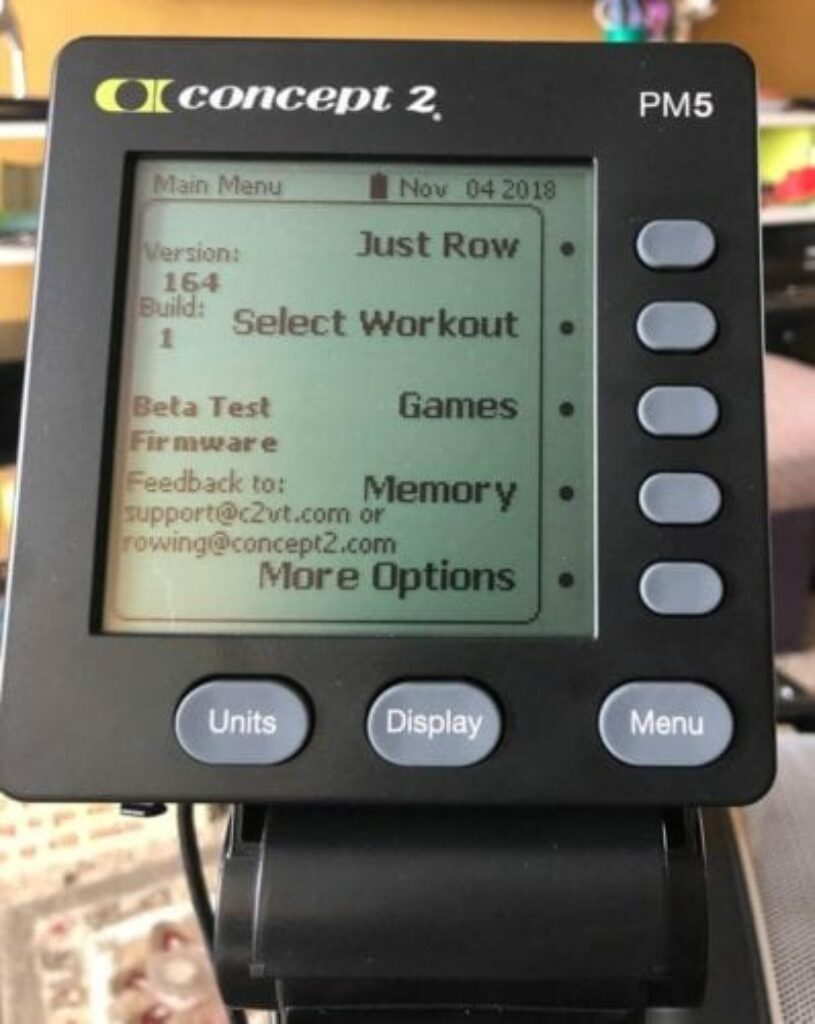 concept 2.
PM5
Main Menu Nov 04 2018
Just Row
Version:
164
Select Workout
Build:
1
Games
Beta Test
Firmware
Memory
Feedback to:
support@c2vt.com or
rowing@concept2.com
More Options
Units Display Menu